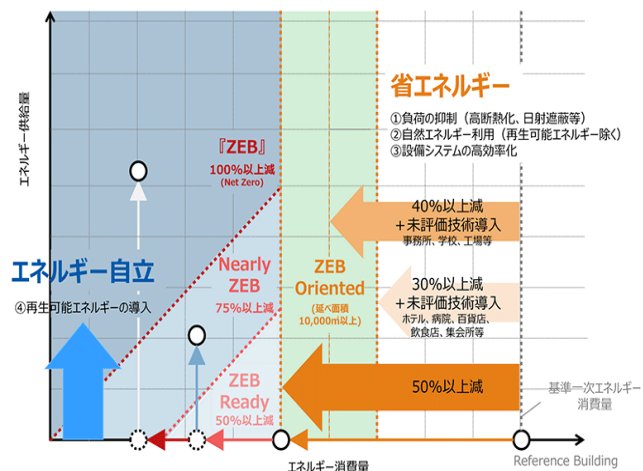 エネルギー供給量
省エネルギー
①負荷の抑制（高断熱化、日射遮蔽等）
②自然エネルギー利用（再生可能エネルギー除く）
③設備システムの高効率化
『ZEB』
100%以上減
(Net Zero)
40%以上減
＋未評価技術導入
事務所、学校、工場等
エネルギー自立
④再生可能エネルギーの導入
Nearly
ZEB
75%以上減
ZEB
Oriented
(延べ面積
10,000㎡以上)
30%以上減
＋未評価技術導入
ホテル、病院、百貨店、
飲食店、集会所等
ZEB
Ready
50%以上減
50%以上減
基準一次エネルギー
消費量
エネルギー消費量
Reference Building